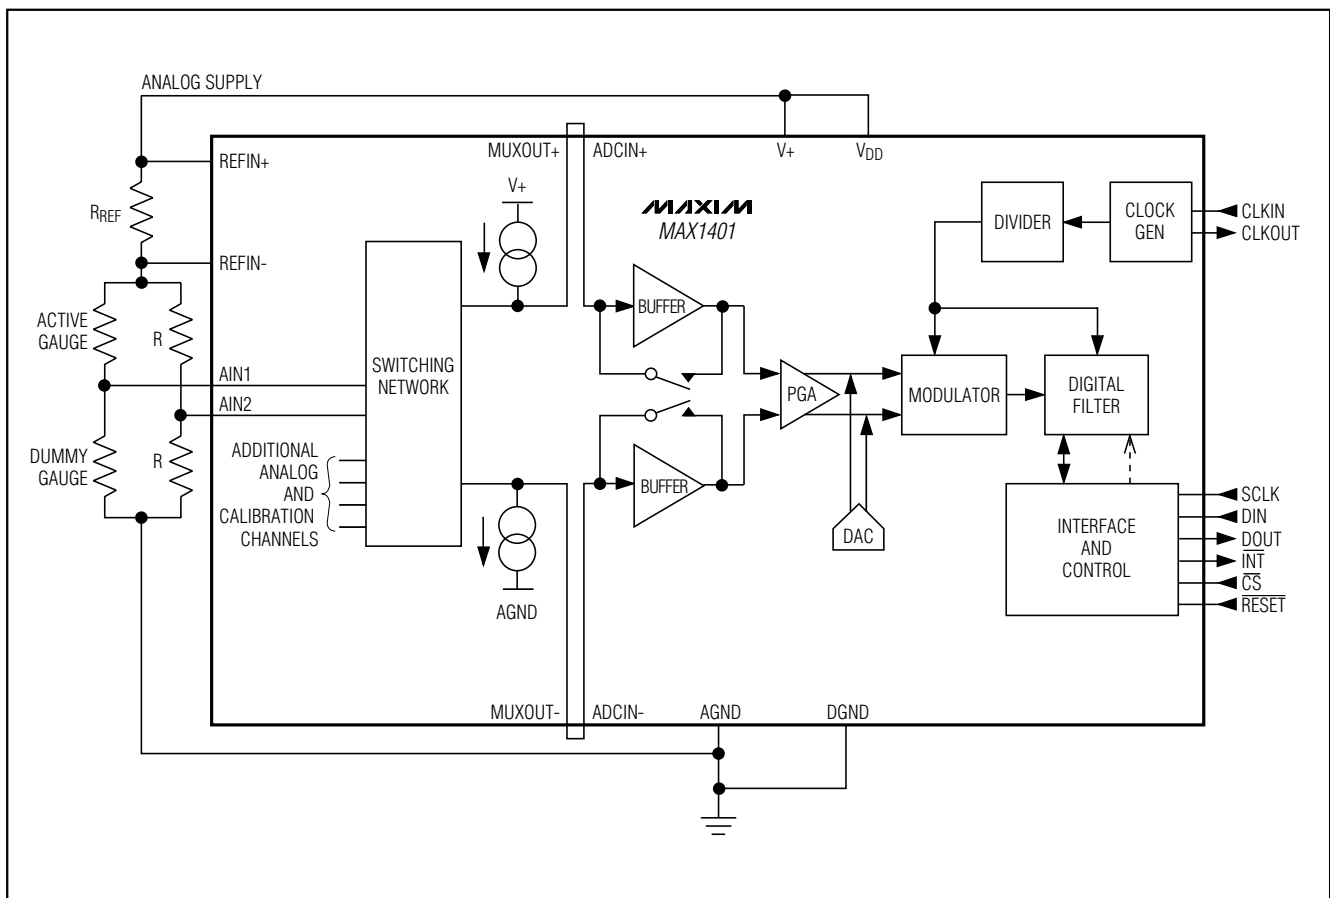 ANALOG SUPPLY
MUXOUT+
ADCIN+
V+
VDD
REFIN+
V+
MAXIM
MAX1401
DIVIDER
CLOCK
GEN
CLKIN
CLKOUT
RREF
REFIN-
ACTIVE
GAUGE
R
BUFFER
SWITCHING
NETWORK
AIN1
AIN2
PGA
MODULATOR
DIGITAL
FILTER
DUMMY
GAUGE
R
ADDITIONAL
ANALOG
AND
CALIBRATION
CHANNELS
BUFFER
DAC
INTERFACE
AND
CONTROL
SCLK
DIN
DOUT
INT
CS
RESET
AGND
MUXOUT-
ADCIN-
AGND
DGND